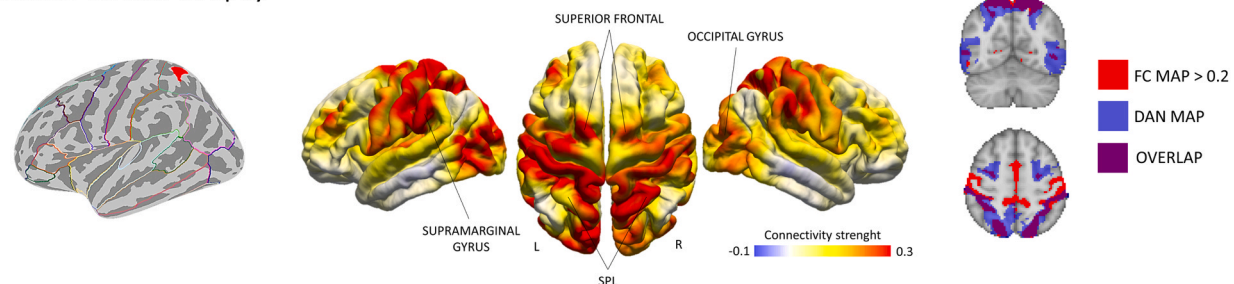 SUPERIOR FRONTAL
OCCIPITAL GYRUS
SUPRAMARGINAL
GYRUS
L
R
SPL
Connectivity strenght
-0.1
0.3
FC MAP > 0.2
DAN MAP
OVERLAP